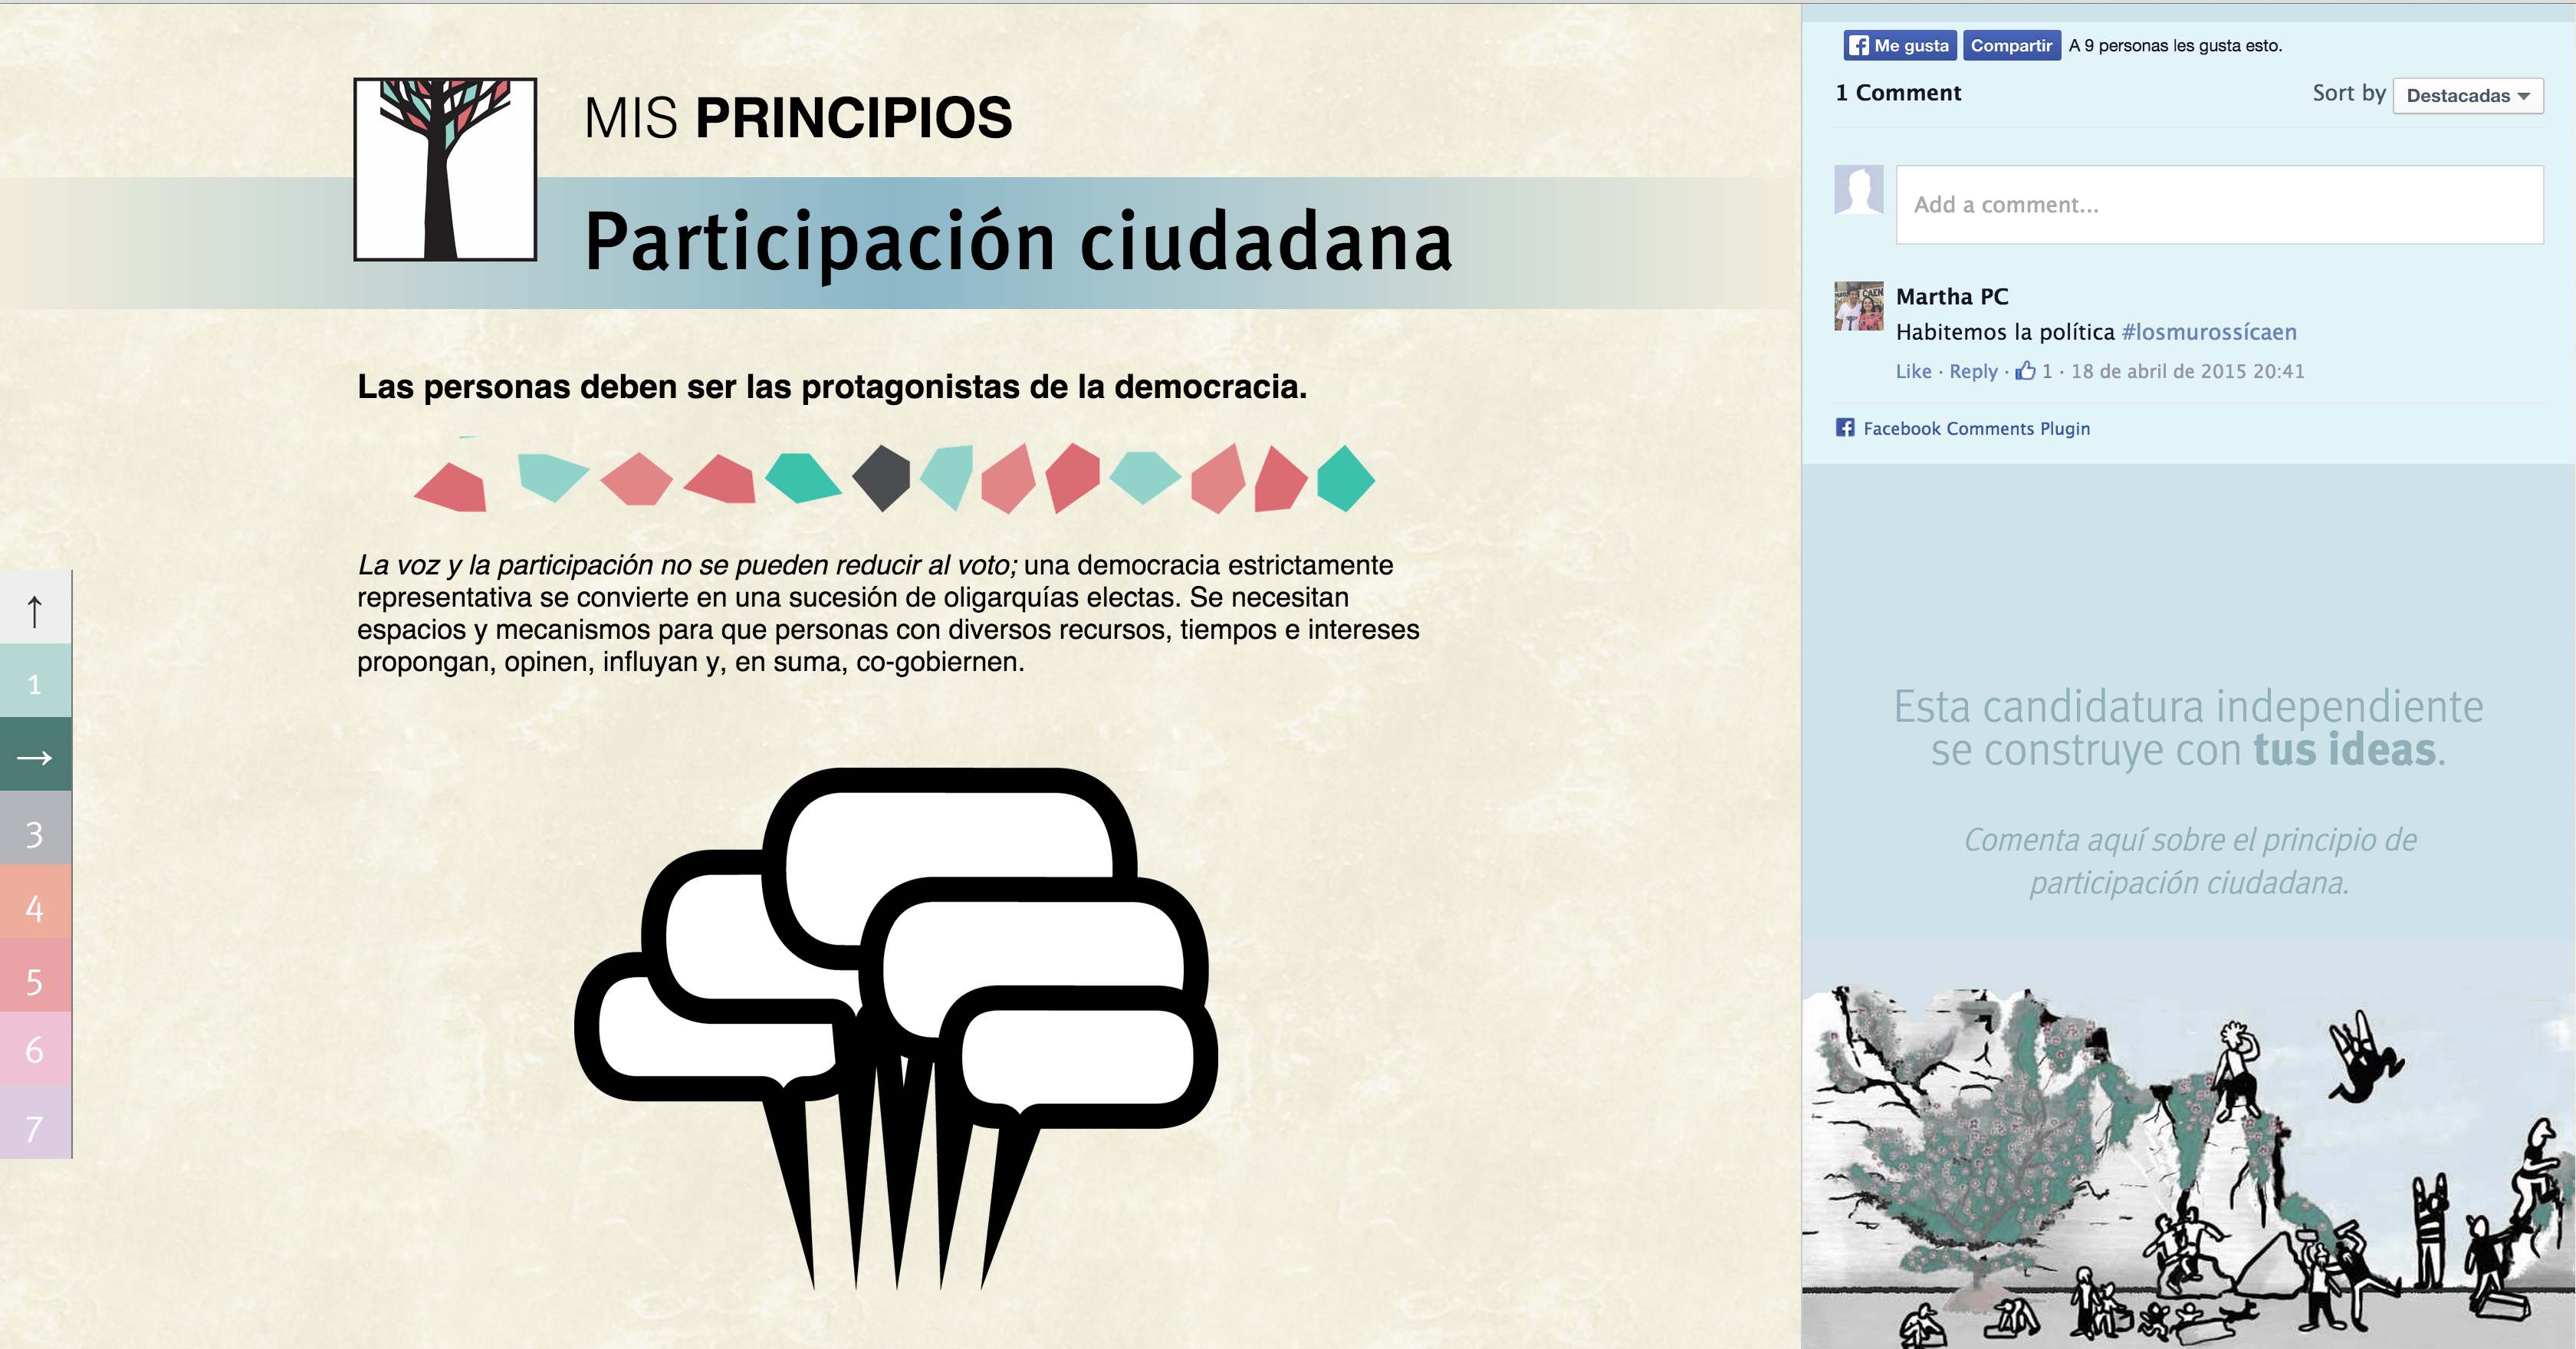 MIS PRINCIPIOS
Participación ciudadana
Las personas deben ser las protagonistas de la democracia.
La voz y la participación no se pueden reducir al voto; una democracia estrictamente
representativa se convierte en una sucesión de oligarquías electas. Se necesitan
espacios y mecanismos para que personas con diversos recursos, tiempos e intereses
propongan, opinen, influyan y, en suma, co-gobiernen.
↑
1
→
3
4
5
6
7
Me gusta Compartir A 9 personas les gusta esto.
1 Comment Sort by Destacadas
Add a comment...
Martha PC
Habitemos la política #losmurossícaen
Like · Reply · 1 · 18 de abril de 2015 20:41
Facebook Comments Plugin
Esta candidatura independiente
se construye con tus ideas.
Comenta aquí sobre el principio de
participación ciudadana.